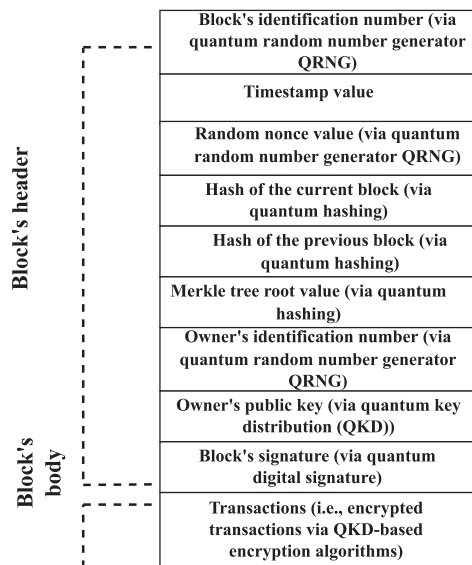 Block's identification number (via
quantum random number generator
QRNG)
Timestamp value
Random nonce value (via quantum
random number generator QRNG)
Hash of the current block (via
quantum hashing)
Hash of the previous block (via
quantum hashing)
Merkle tree root value (via quantum
hashing)
Owner's identification number (via
quantum random number generator
QRNG)
Owner's public key (via quantum key
distribution (QKD))
Block's signature (via quantum
digital signature)
Transactions (i.e., encrypted
transactions via QKD-based
encryption algorithms)
Block's header
Block's
body